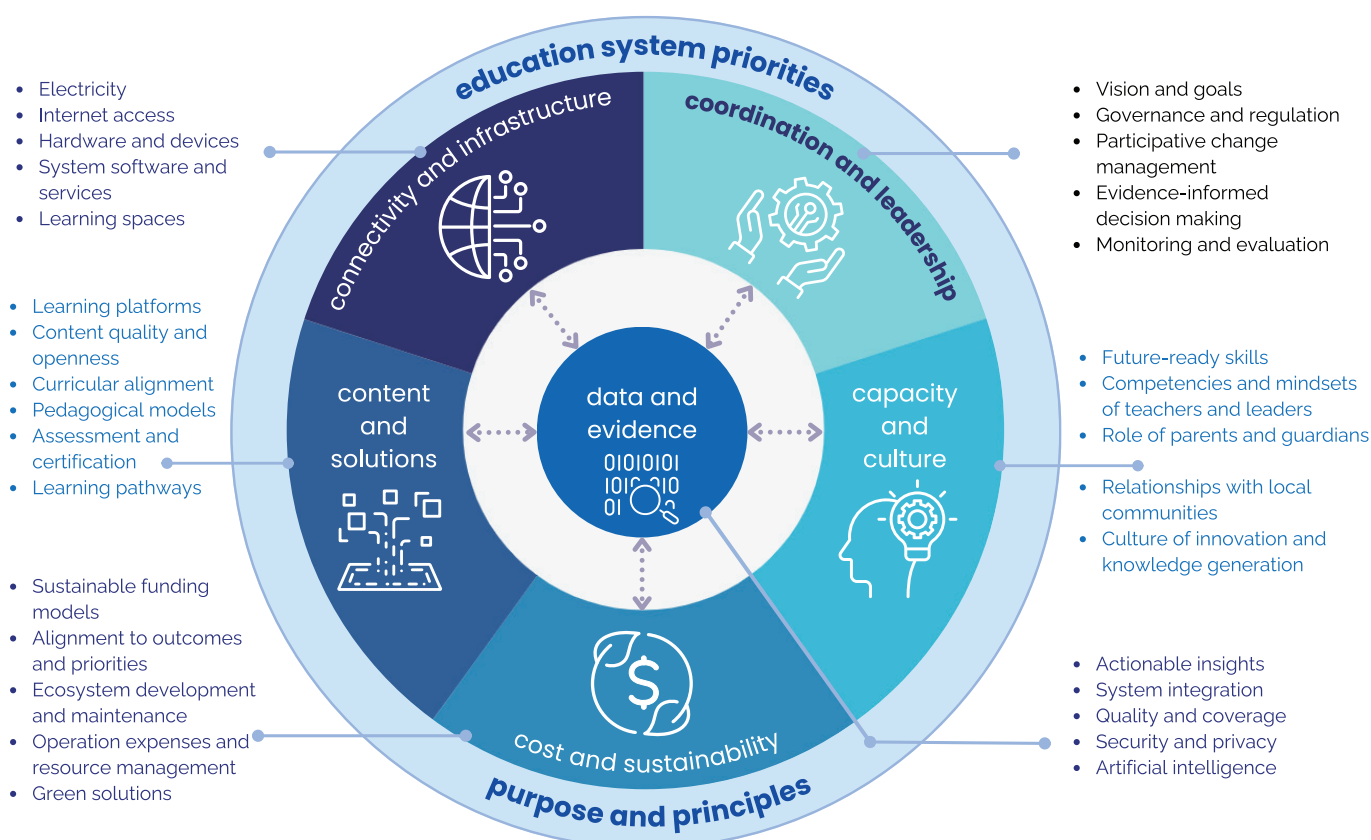 education system priorities
connectivity and infrastructure
coordination and leadership
• Electricity
• Internet access
• Hardware and devices
• System software and
services
• Learning spaces
• Vision and goals
• Governance and regulation
• Participative change
management
• Evidence-informed
decision making
• Monitoring and evaluation
• Learning platforms
• Content quality and
openness
• Curricular alignment
• Pedagogical models
• Assessment and
certification
• Learning pathways
content
and
solutions
data and
evidence
01010101
1010 010
01
capacity
and
culture
• Future-ready skills
• Competencies and mindsets
of teachers and leaders
• Role of parents and guardians
• Relationships with local
communities
• Culture of innovation and
knowledge generation
• Sustainable funding
models
• Alignment to outcomes
and priorities
• Ecosystem development
and maintenance
• Operation expenses and
resource management
• Green solutions
$
cost and sustainability
purpose and principles
• Actionable insights
• System integration
• Quality and coverage
• Security and privacy
• Artificial intelligence